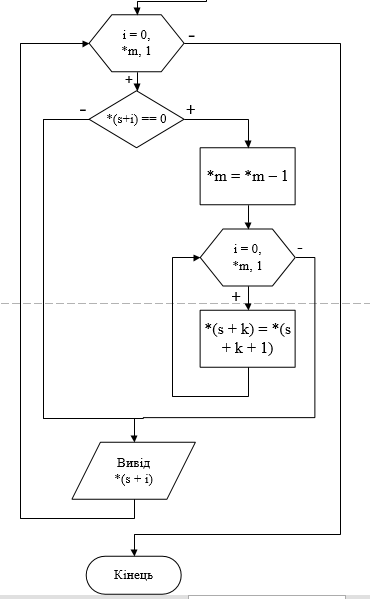 i = 0,
*m, 1
-
+
-
*(s+i) == 0
+
*m = *m – 1
i = 0,
*m, 1
-
+
*(s + k) = *(s
+ k + 1)
Вивід
*(s + i)
Кінець